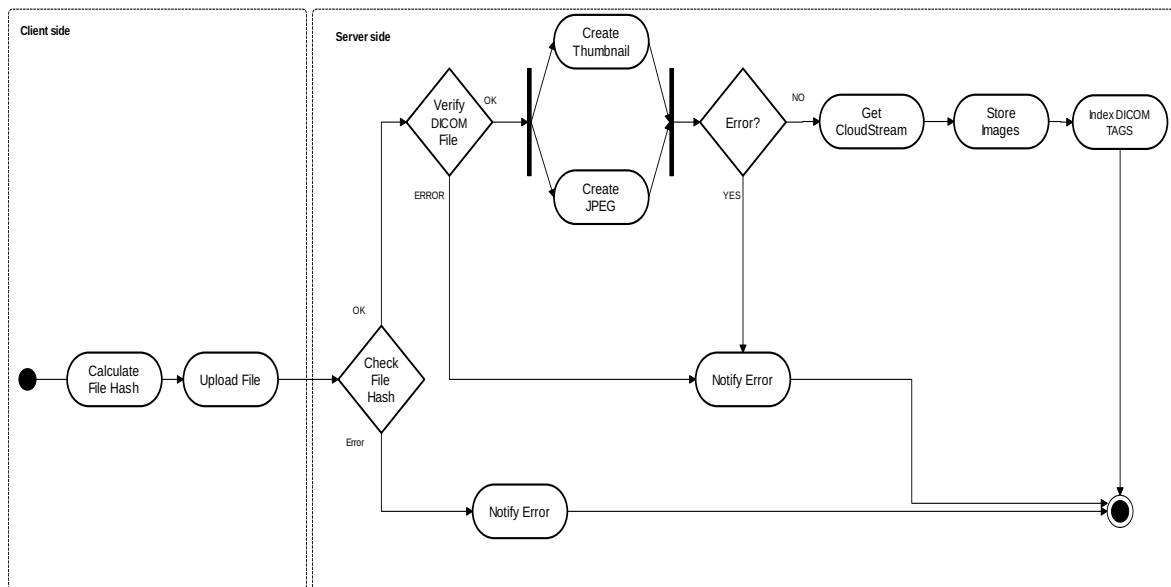 Client side
Server side
Create
Thumbnail
Verify
DICOM
File
OK
Error?
NO
Get
CloudStream
Store
Images
Index DICOM
TAGS
ERROR
Create
JPEG
YES
OK
Calculate
File Hash
Upload File
Check
File
Hash
Notify Error
Error
Notify Error